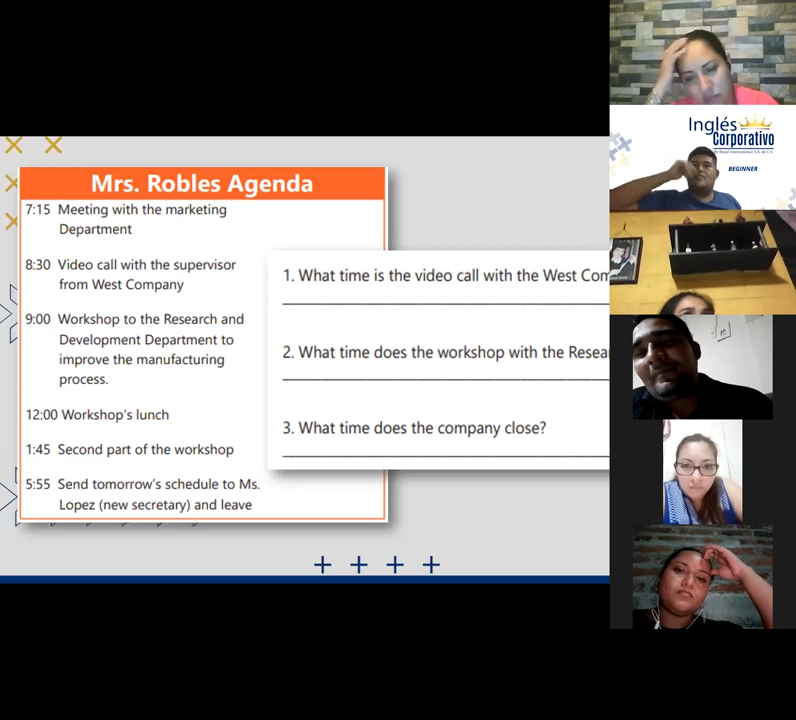 Mrs. Robles Agenda
7:15 Meeting with the marketing
Department
8:30 Video call with the supervisor
from West Company
9:00 Workshop to the Research and
Development Department to
improve the manufacturing
process.
12:00 Workshop's lunch
1:45 Second part of the workshop
5:55 Send tomorrow's schedule to Ms.
Lopez (new secretary) and leave
1. What time is the video call with the West Com
2. What time does the workshop with the Resea
3. What time does the company close?
Inglés
Corporativo
By Regal International, S.A. de C.V.
BEGINNER